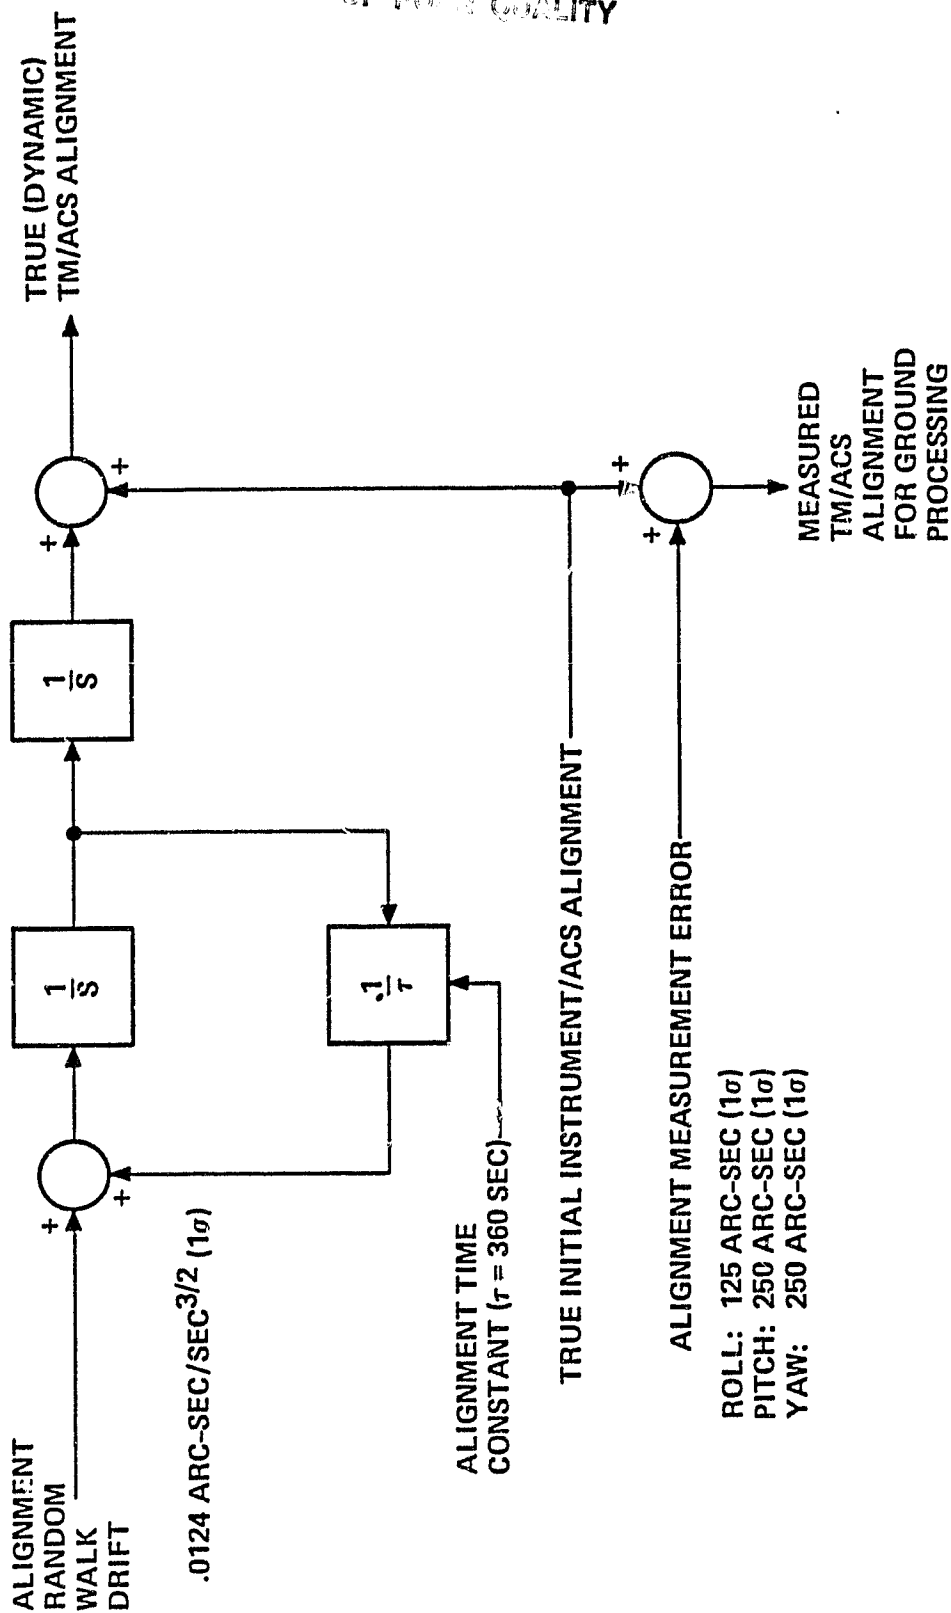 QUALITY
ALIGNMENT
RANDOM
WALK
DRIFT
+
+
.0124 ARC-SEC/SEC3/2 (1σ)
1
S
1
S
+
+
TRUE (DYNAMIC)
TM/ACS ALIGNMENT
1
τ
ALIGNMENT TIME
CONSTANT (τ = 360 SEC)
TRUE INITIAL INSTRUMENT/ACS ALIGNMENT
+
+
ALIGNMENT MEASUREMENT ERROR
ROLL: 125 ARC-SEC (1σ)
PITCH: 250 ARC-SEC (1σ)
YAW: 250 ARC-SEC (1σ)
MEASURED
TM/ACS
ALIGNMENT
FOR GROUND
PROCESSING